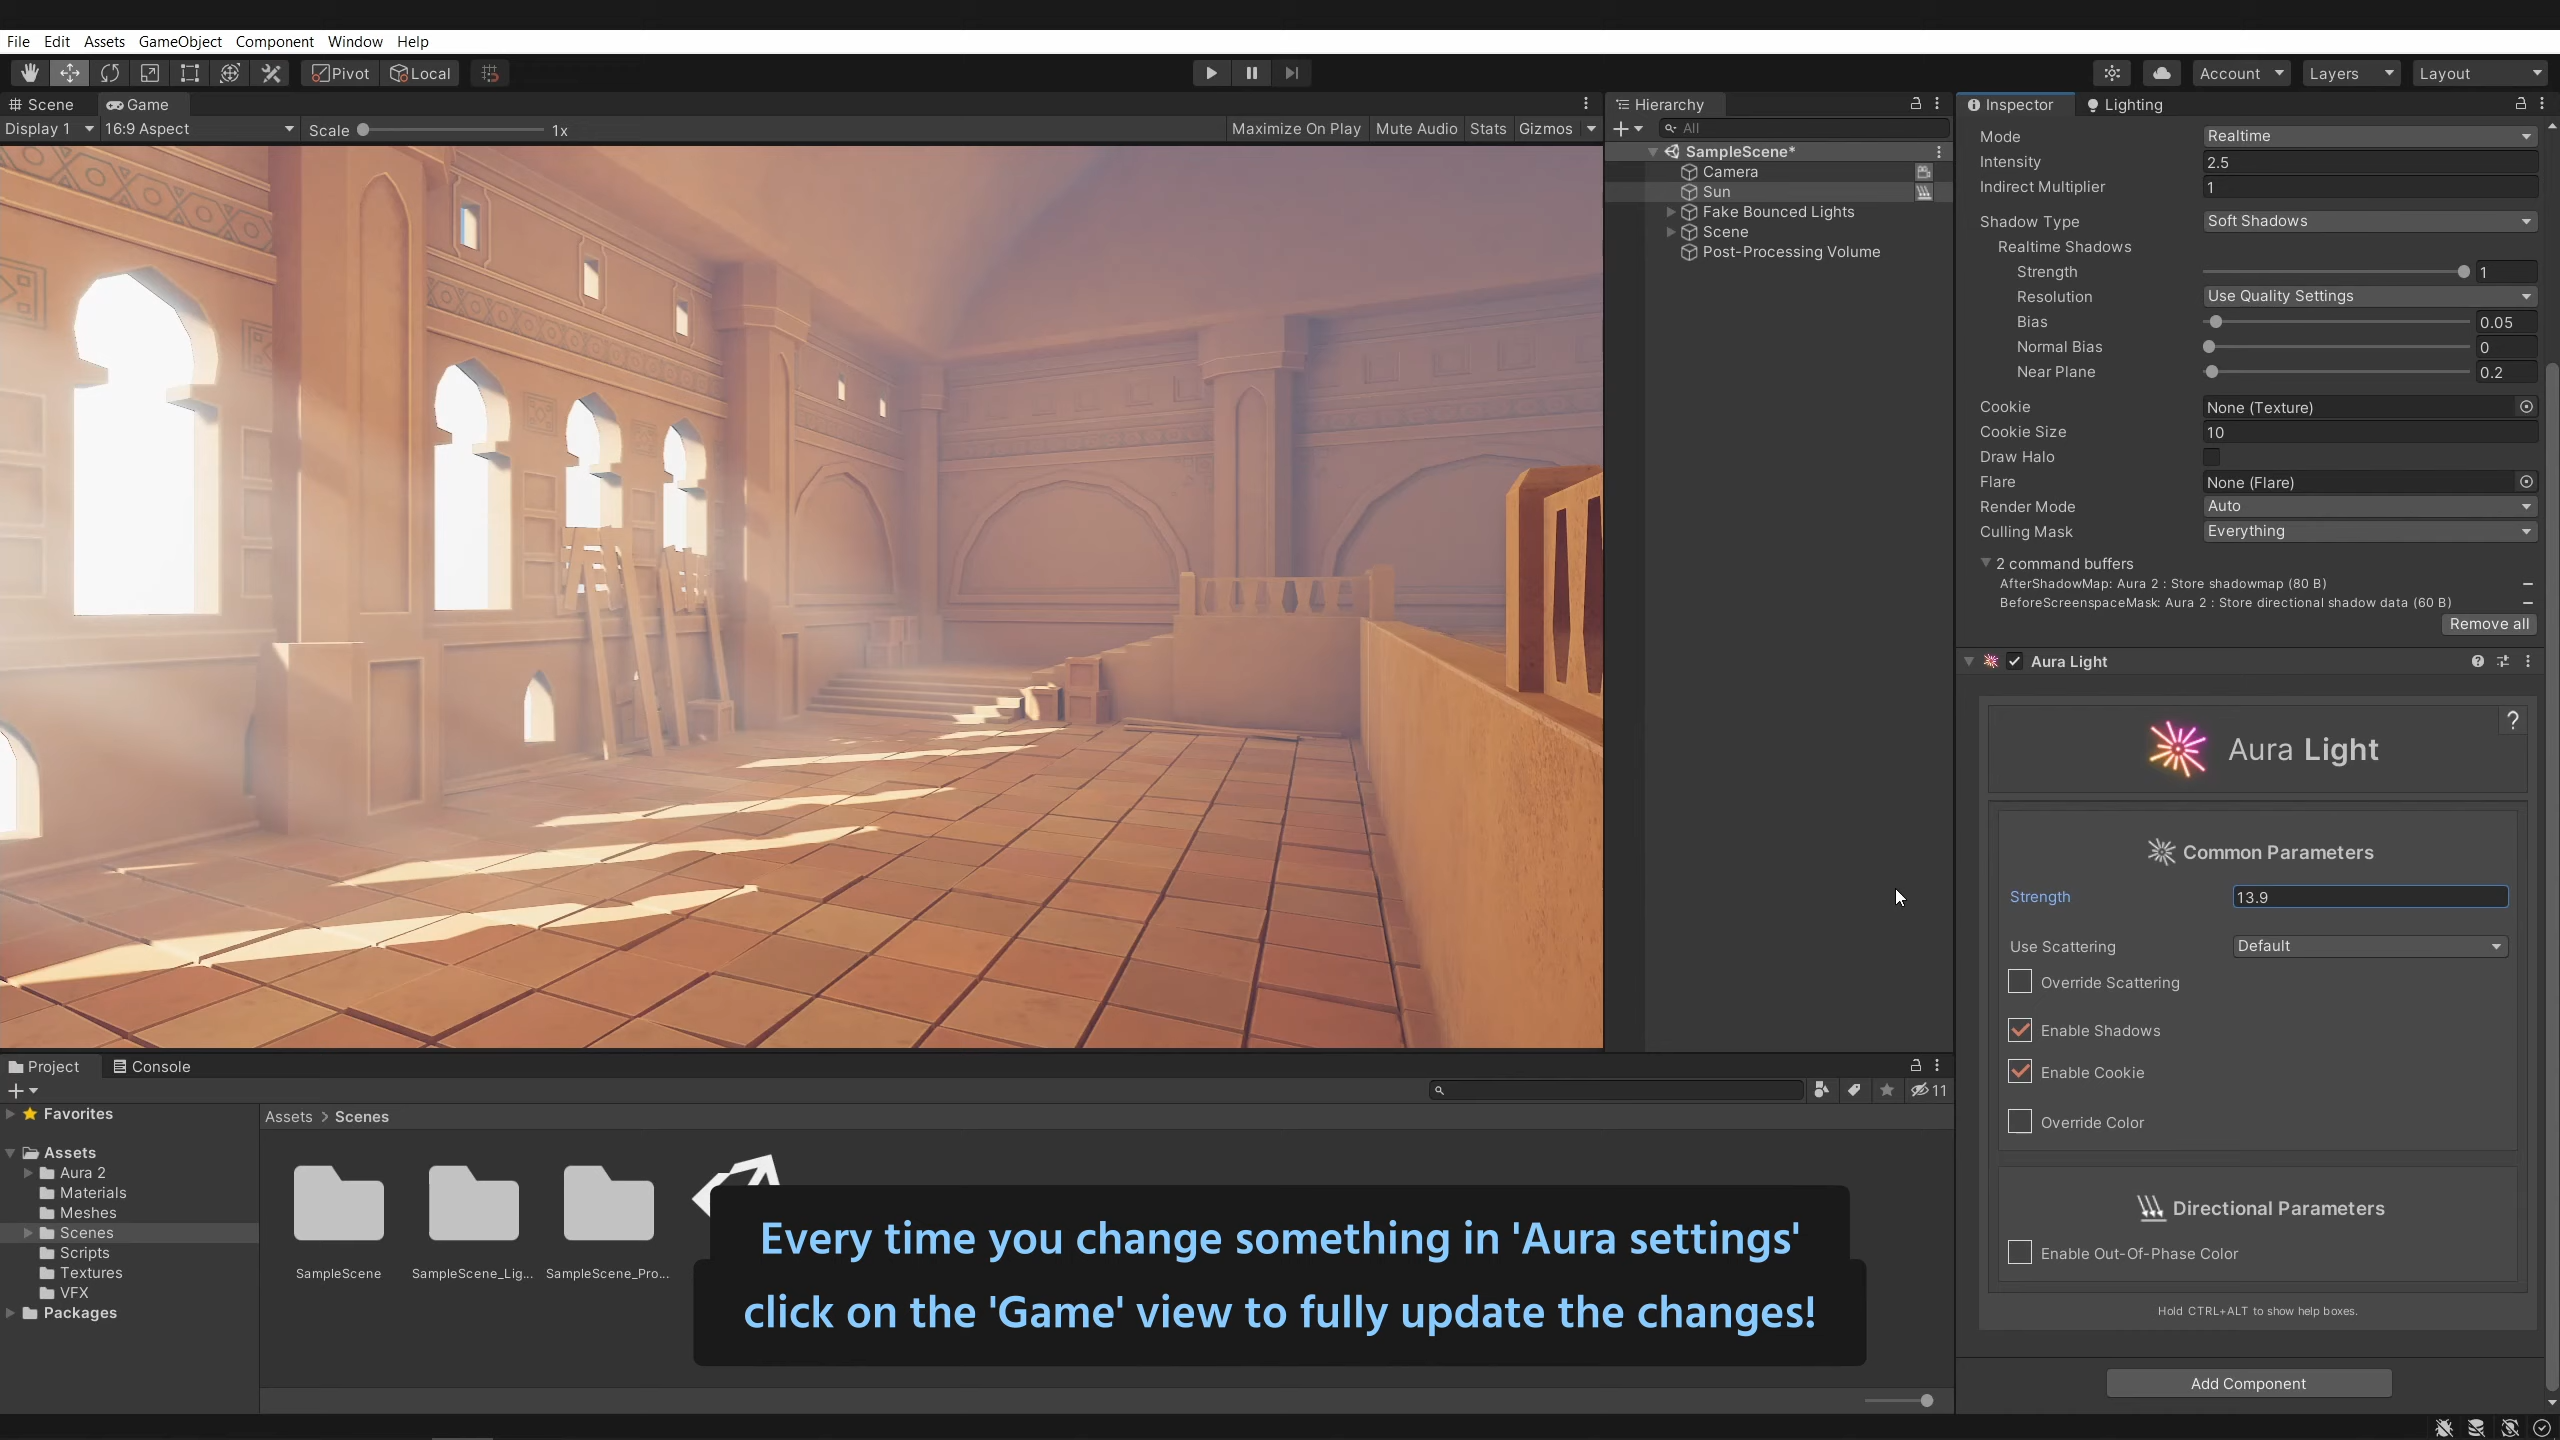 File Edit Assets GameObject Component Window Help
Pivot Local Account Layers Layout
Scene Game
Display 1 16:9 Aspect Scale 1x Maximize On Play Mute Audio Stats Gizmos
Hierarchy
All
SampleScene*
Camera
Sun
Fake Bounced Lights
Scene
Post-Processing Volume
Inspector Lighting
Mode Realtime
Intensity 2.5
Indirect Multiplier 1
Shadow Type Soft Shadows
Realtime Shadows
Strength 1
Resolution Use Quality Settings
Bias 0.05
Normal Bias 0
Near Plane 0.2
Cookie None (Texture)
Cookie Size 10
Draw Halo
Flare None (Flare)
Render Mode Auto
Culling Mask Everything
2 command buffers
AfterShadowMap: Aura 2 : Store shadowmap (80 B)
BeforeScreenspaceMask: Aura 2 : Store directional shadow data (60 B)
Remove all
Aura Light
?
Aura Light
Common Parameters
Strength 13.9
Use Scattering Default
Override Scattering
Enable Shadows
Enable Cookie
Override Color
Directional Parameters
Enable Out-Of-Phase Color
Hold CTRL+ALT to show help boxes.
Add Component
Project Console
11
Favorites
Assets
Aura 2
Materials
Meshes
Scenes
Scripts
Textures
VFX
Packages
Assets > Scenes
SampleScene SampleScene_Lig... SampleScene_Pro...
Every time you change something in 'Aura settings'
click on the 'Game' view to fully update the changes!